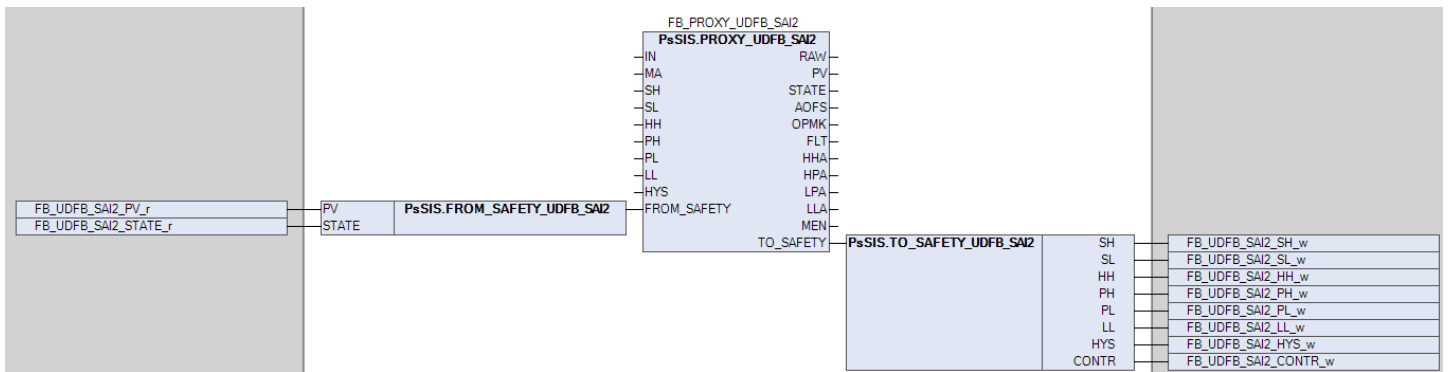 FB_PROXY_UDFB_SAI2
PsSIS.PROXY_UDFB_SAI2
IN RAW
MA PV
SH STATE
SL AOFS
HH OPMK
PH FLT
PL HHA
LL HPA
HYS LPA
FB_UDFB_SAI2_PV_r PV PsSIS.FROM_SAFETY_UDFB_SAI2 FROM_SAFETY LLA
FB_UDFB_SAI2_STATE_r STATE MEN
TO_SAFETY PsSIS.TO_SAFETY_UDFB_SAI2 SH FB_UDFB_SAI2_SH_w
SL FB_UDFB_SAI2_SL_w
HH FB_UDFB_SAI2_HH_w
PH FB_UDFB_SAI2_PH_w
PL FB_UDFB_SAI2_PL_w
LL FB_UDFB_SAI2_LL_w
HYS FB_UDFB_SAI2_HYS_w
CONTR FB_UDFB_SAI2_CONTR_w